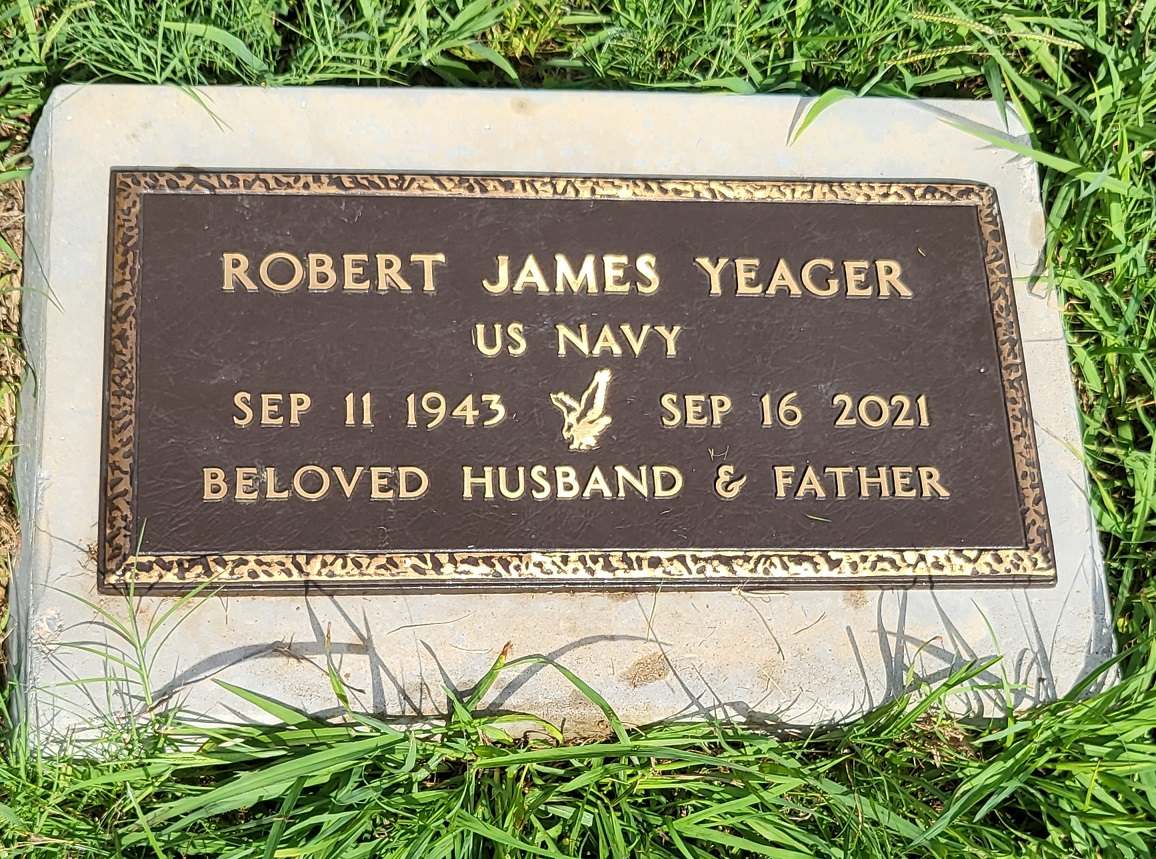 ROBERT JAMES YEAGER
US NAVY
SEP 11 1943 SEP 16 2021
BELOVED HUSBAND & FATHER